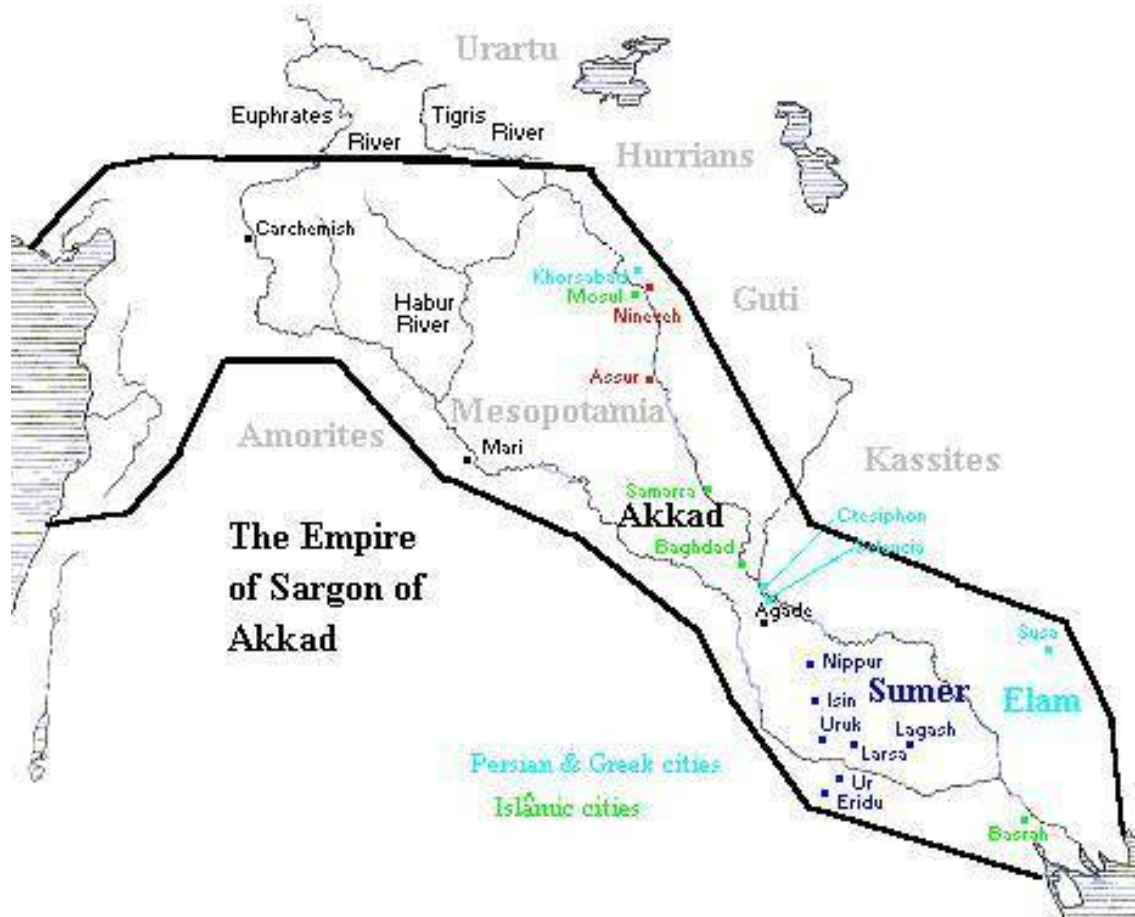 Urartu
Euphrates
River
Tigris
River
Hurrians
Carchemish
Khorsabad
Mosul
Nineveh
Guti
Habur
River
Assur
Mesopotamia
Amorites
Mari
Kassites
Samarra
Akkad
Ctesiphon
Baghdad
The Empire
of Sargon of
Akkad
Agade
Susa
Nippur
Sumer
Elam
Isin
Uruk
Lagash
Larsa
Persian & Greek cities
Ur
Eridu
Islâmic cities
Basrah